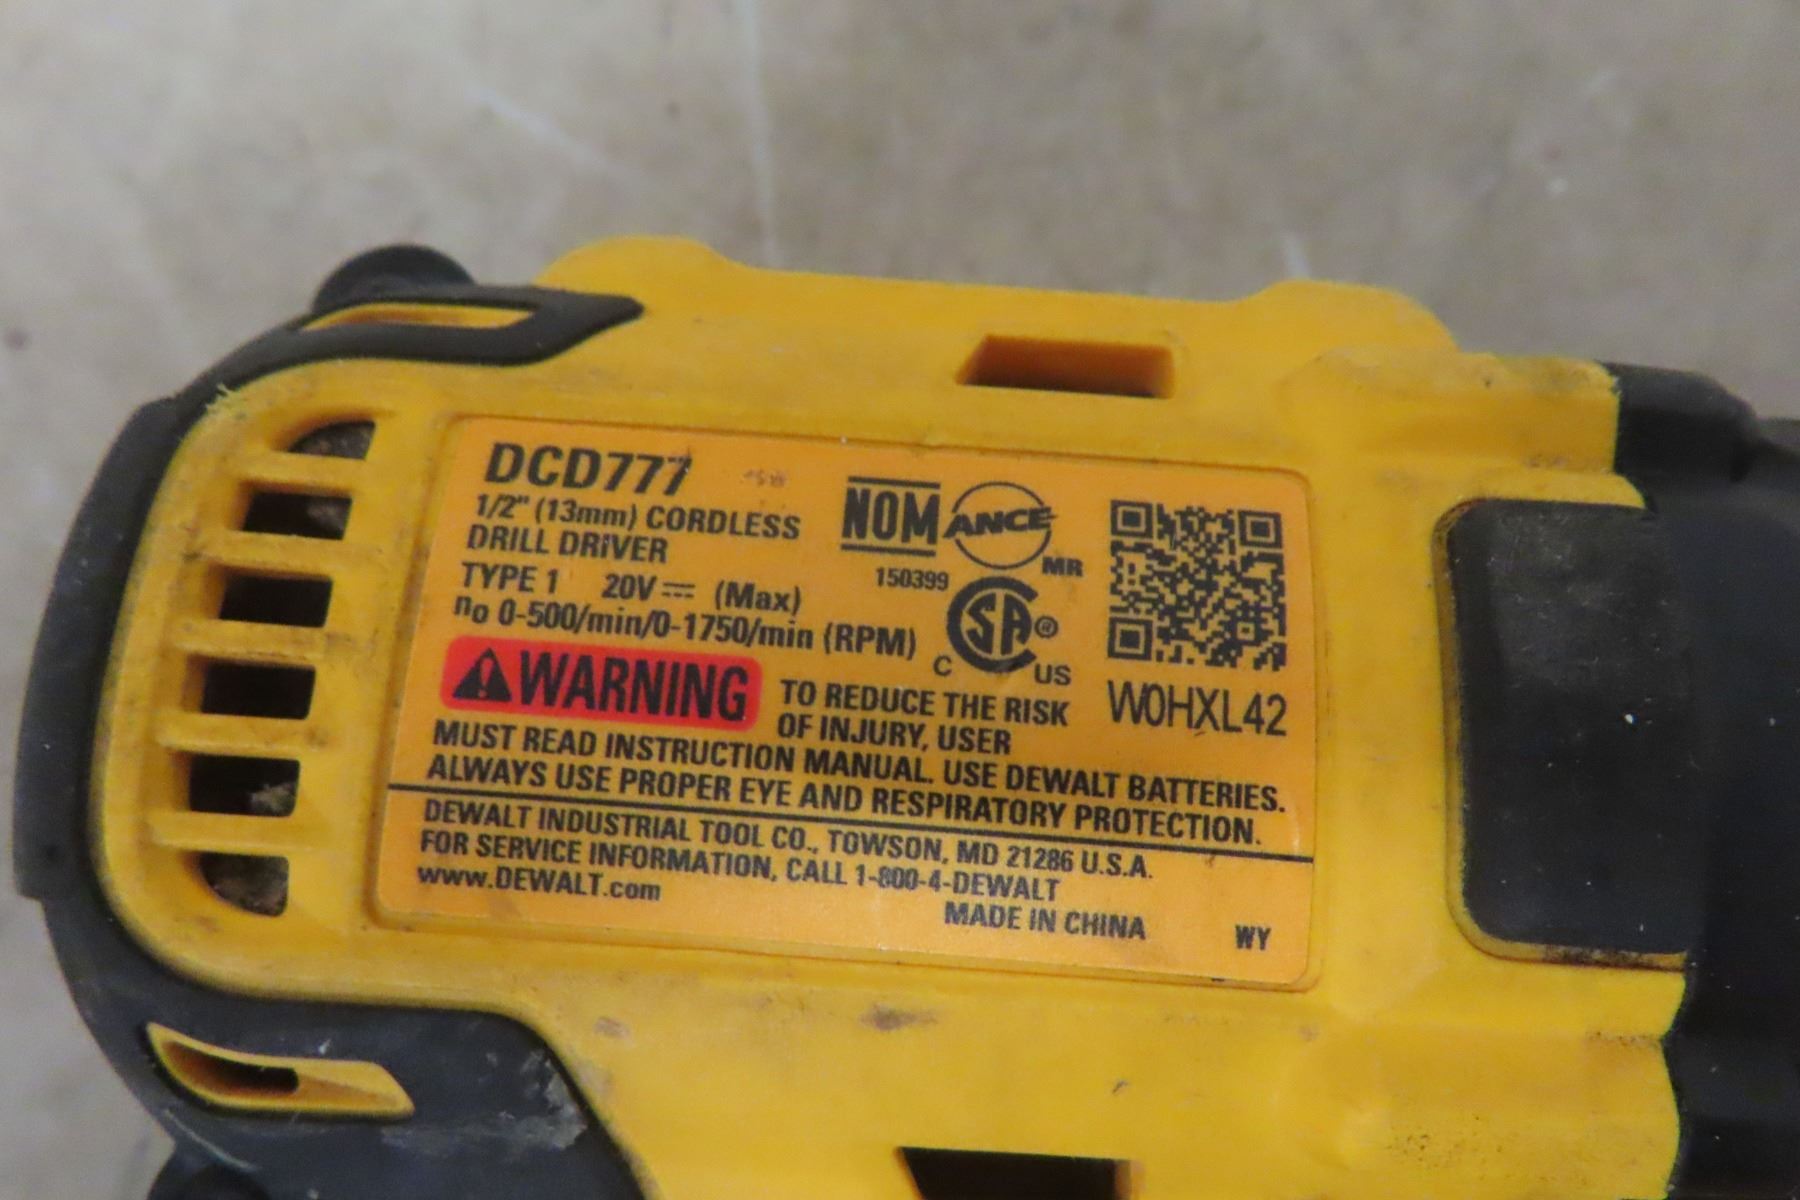 DCD777
1/2" (13mm) CORDLESS
DRILL DRIVER
TYPE 1 20V (Max)
no 0-500/min/0-1750/min (RPM)
NOM ANCE
MR
150399
CSA®
C US
W0HXL42
WARNING TO REDUCE THE RISK
OF INJURY, USER
MUST READ INSTRUCTION MANUAL. USE DEWALT BATTERIES.
ALWAYS USE PROPER EYE AND RESPIRATORY PROTECTION.
DEWALT INDUSTRIAL TOOL CO., TOWSON, MD 21286 U.S.A.
FOR SERVICE INFORMATION, CALL 1-800-4-DEWALT
www.DEWALT.com
MADE IN CHINA
WY